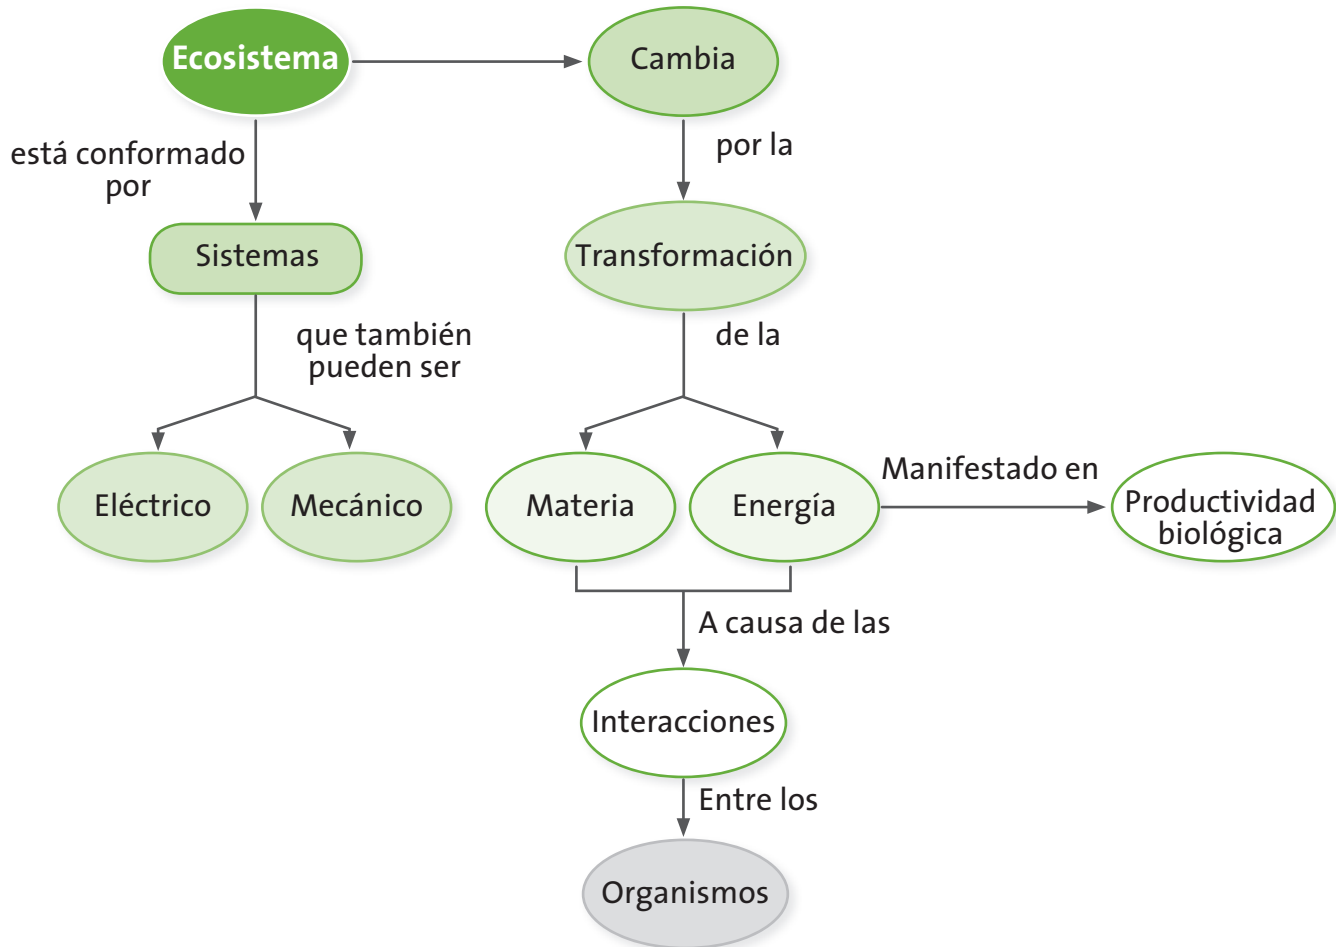 Ecosistema
Cambia
está conformado
por
por la
Sistemas
Transformación
que también
pueden ser
de la
Eléctrico
Mecánico
Materia
Energía
Manifestado en
Productividad
biológica
A causa de las
Interacciones
Entre los
Organismos